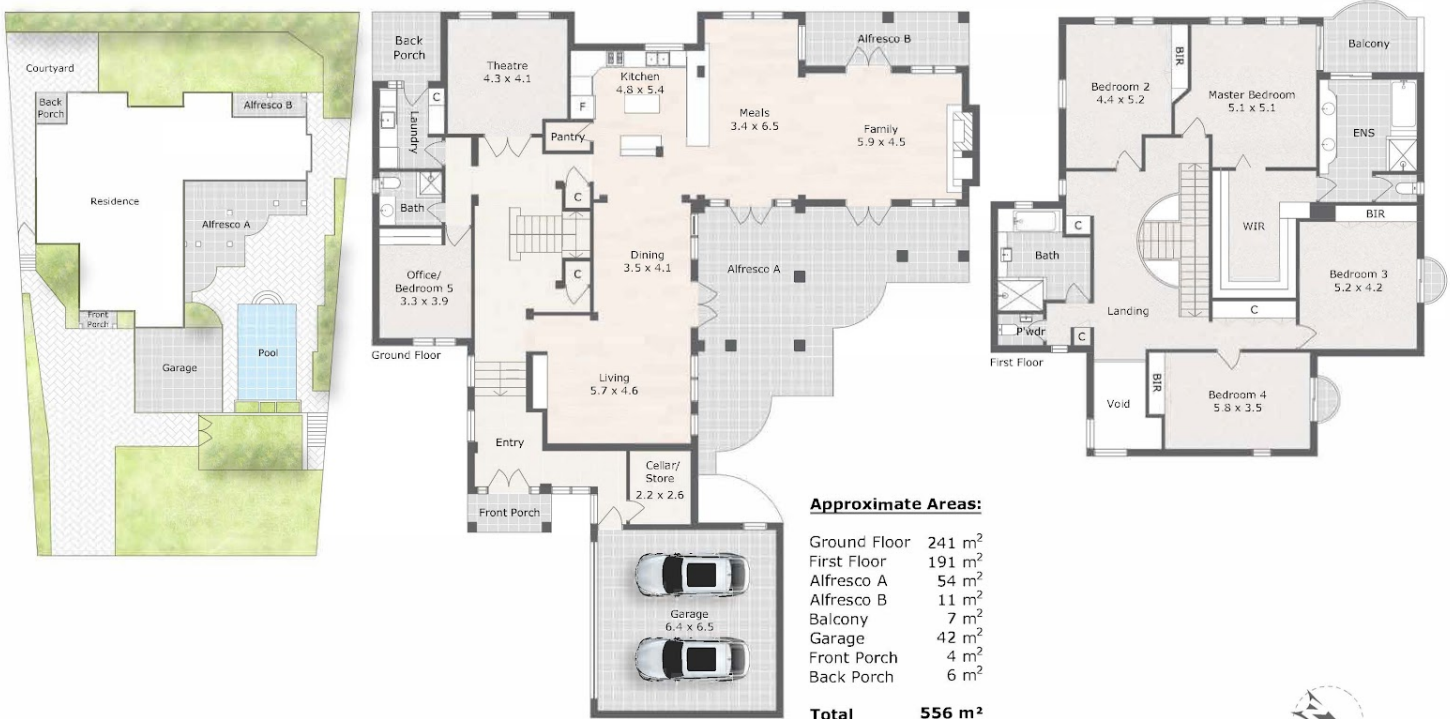 Courtyard
Back
Porch
Alfresco B
Residence
Alfresco A
Front
Porch
Garage
Pool
Back
Porch
Theatre
4.3 x 4.1
Kitchen
4.8 x 5.4
Alfresco B
C
Laundry
F
Pantry
Meals
3.4 x 6.5
Family
5.9 x 4.5
Bath
C
Office/
Bedroom 5
3.3 x 3.9
Dining
3.5 x 4.1
C
Alfresco A
Ground Floor
Living
5.7 x 4.6
Entry
Cellar/
Store
2.2 x 2.6
Front Porch
Garage
6.4 x 6.5
Balcony
BIR
Bedroom 2
4.4 x 5.2
Master Bedroom
5.1 x 5.1
ENS
BIR
C
WIR
Bath
Bedroom 3
5.2 x 4.2
Landing
C
P'wdr
C
First Floor
BIR
Bedroom 4
5.8 x 3.5
Void
Approximate Areas:
Ground Floor 241 m²
First Floor 191 m²
Alfresco A 54 m²
Alfresco B 11 m²
Balcony 7 m²
Garage 42 m²
Front Porch 4 m²
Back Porch 6 m²
Total 556 m²